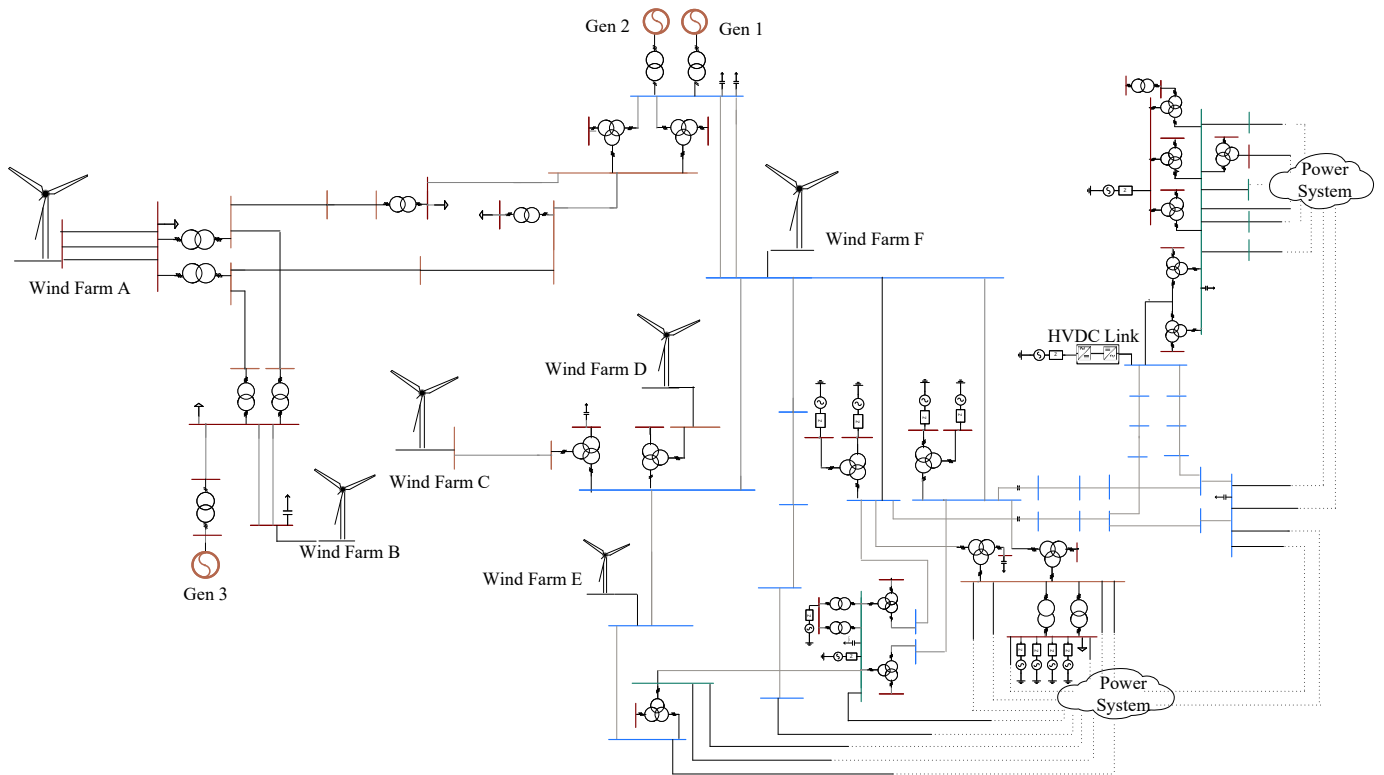 Gen 2
Gen 1
Power
System
Wind Farm F
Wind Farm A
HVDC Link
Wind Farm D
Wind Farm C
Wind Farm B
Wind Farm E
Gen 3
Power
System